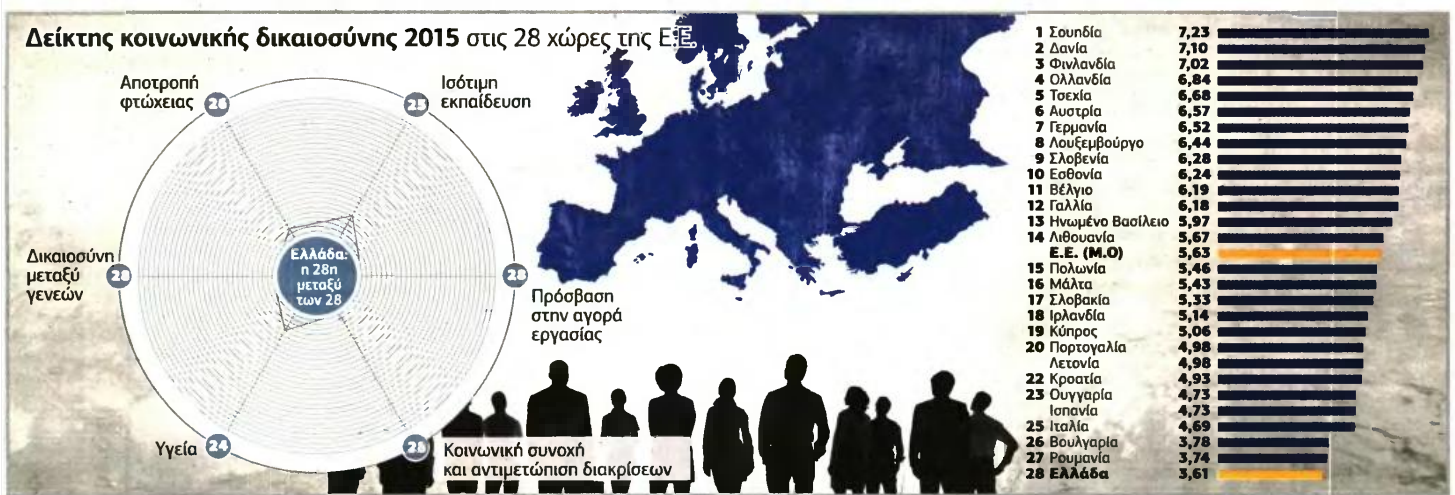 Δείκτης κοινωνικής δικαιοσύνης 2015 στις 28 χώρες της Ε.Ε.
Αποτροπή
φτώχειας
26
25
Ισότιμη
εκπαίδευση
Δικαιοσύνη
μεταξύ
γενεών
28
Ελλάδα:
η 28η
μεταξύ
των 28
28
Πρόσβαση
στην αγορά
εργασίας
Υγεία
24
Κοινωνική συνοχή
και αντιμετώπιση διακρίσεων
1 Σουηδία 7,23
2 Δανία 7,10
3 Φινλανδία 7,02
4 Ολλανδία 6,84
5 Τσεχία 6,68
6 Αυστρία 6,57
7 Γερμανία 6,52
8 Λουξεμβούργο 6,44
9 Σλοβενία 6,28
10 Εσθονία 6,24
11 Βέλγιο 6,19
12 Γαλλία 6,18
13 Ηνωμένο Βασίλειο 5,97
14 Λιθουανία 5,67
Ε.Ε. (Μ.Ο) 5,63
15 Πολωνία 5,46
16 Μάλτα 5,43
17 Σλοβακία 5,33
18 Ιρλανδία 5,14
19 Κύπρος 5,06
20 Πορτογαλία 4,98
Λετονία 4,98
22 Κροατία 4,93
23 Ουγγαρία 4,73
Ισπανία 4,73
25 Ιταλία 4,69
26 Βουλγαρία 3,78
27 Ρουμανία 3,74
28 Ελλάδα 3,61